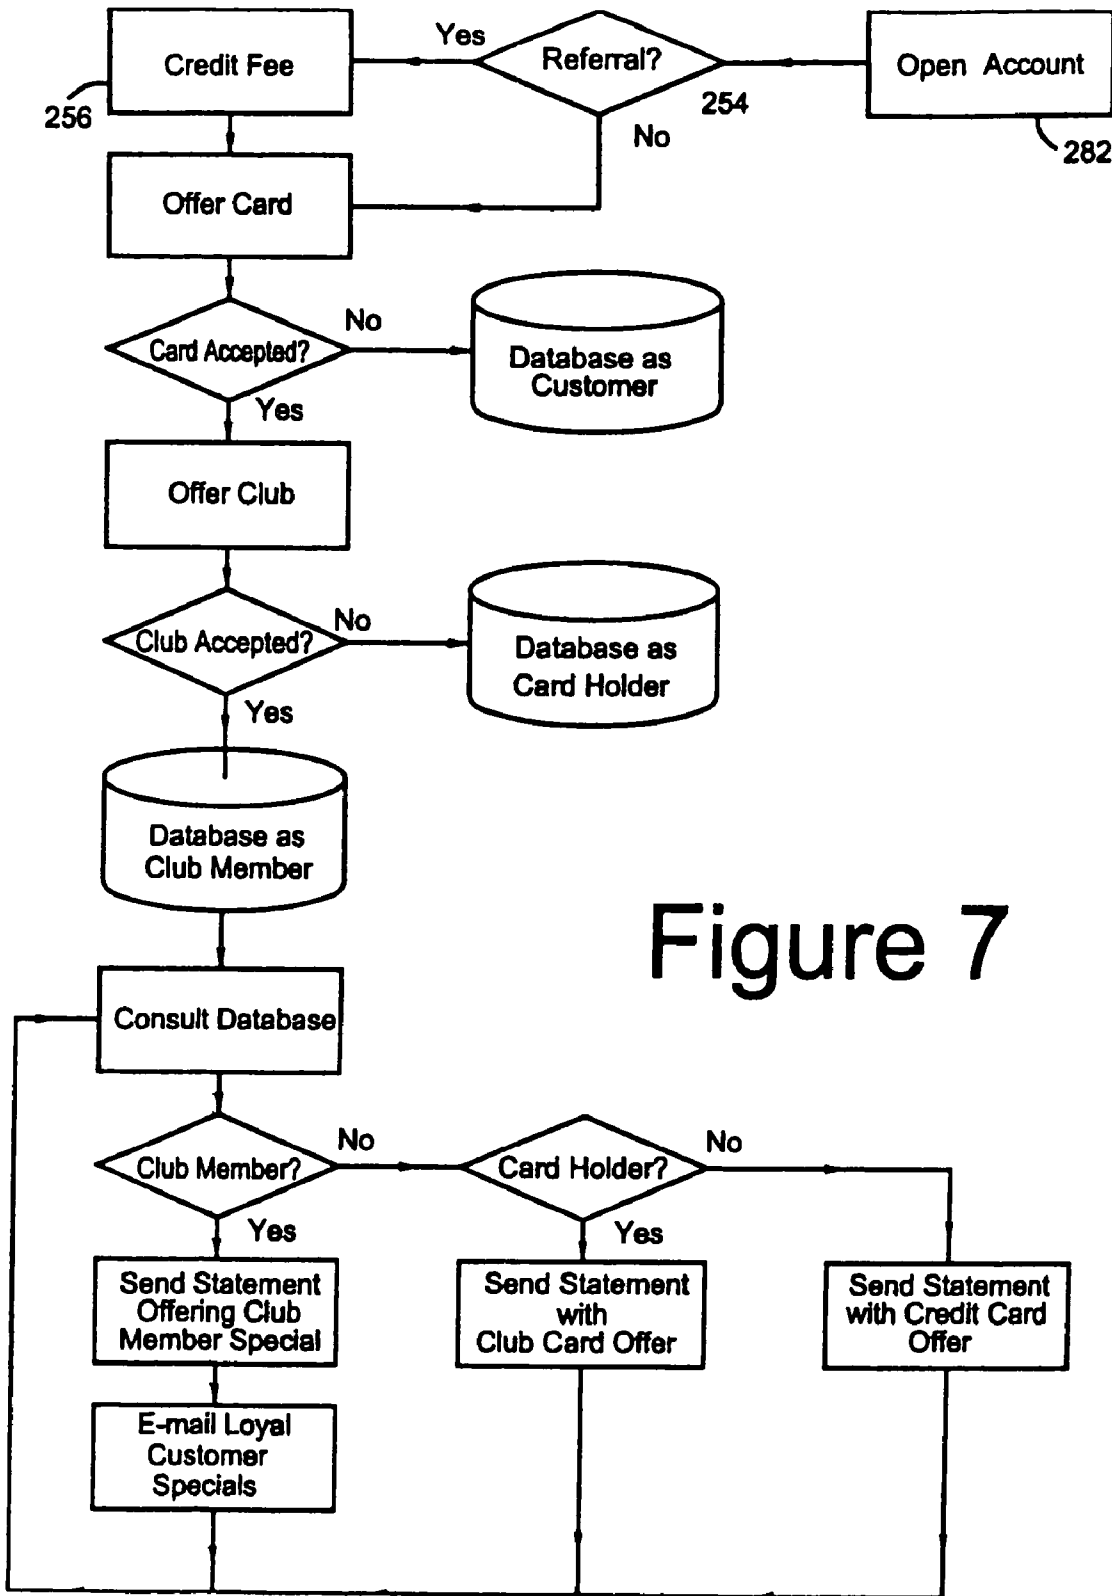 Credit Fee
Yes
Referral?
Open Account
256
254
No
282
Offer Card
Card Accepted?
No
Database as
Customer
Yes
Offer Club
Club Accepted?
No
Database as
Card Holder
Yes
Database as
Club Member
Figure 7
Consult Database
Club Member?
No
Card Holder?
No
Yes
Yes
Send Statement
Offering Club
Member Special
Send Statement
with
Club Card Offer
Send Statement
with Credit Card
Offer
E-mail Loyal
Customer
Specials